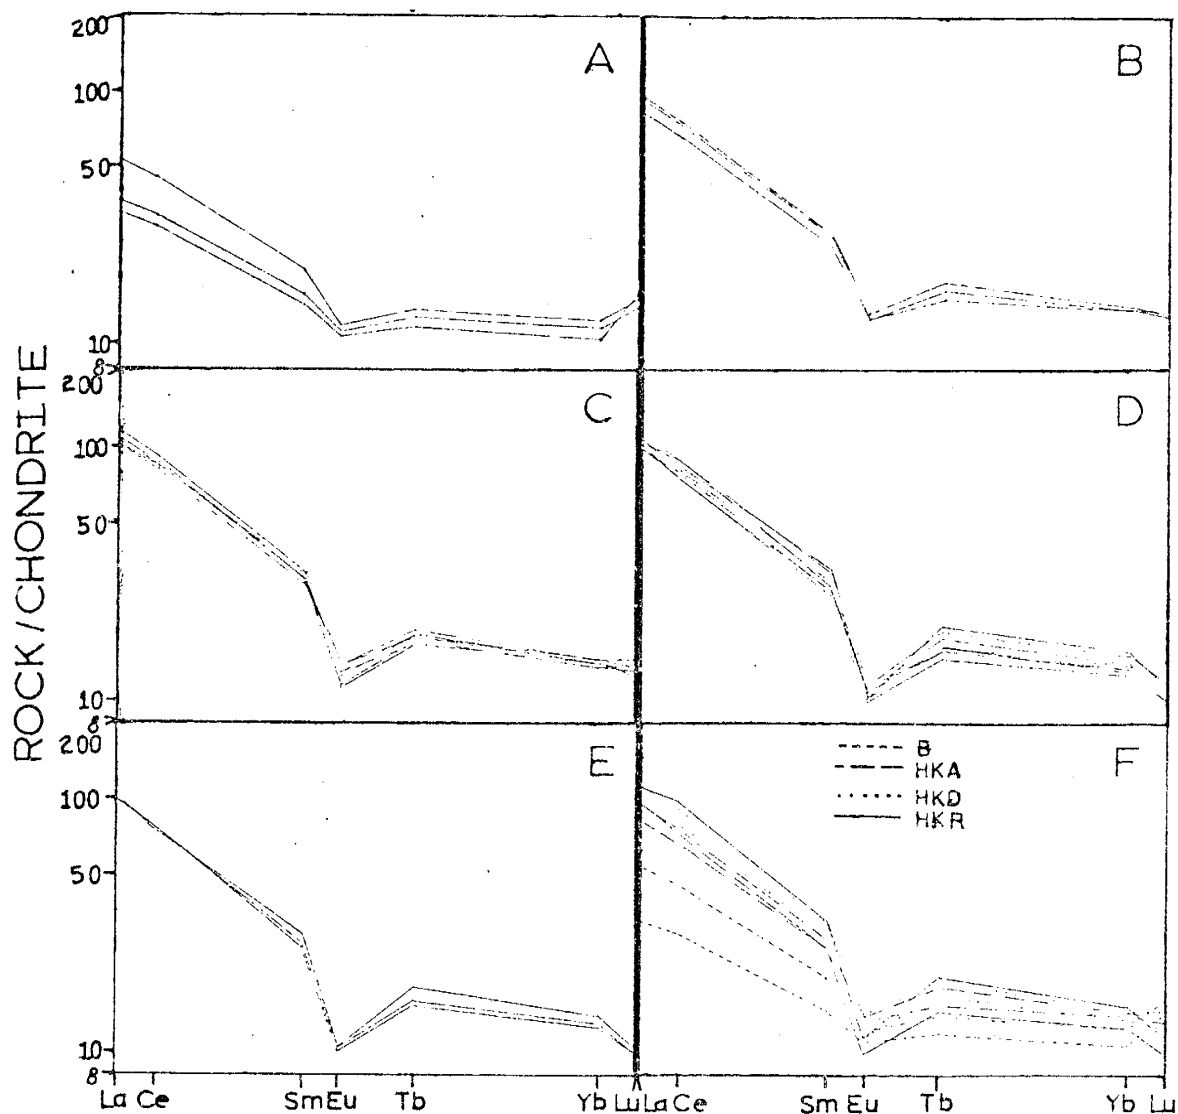 ROCK/CHONDRITE
200
100
50
10
8
A
B
200
100
50
10
8
C
D
200
100
50
10
8
E
F
B
HKA
HKD
HKR
La Ce Sm Eu Tb Yb Lu La Ce Sm Eu Tb Yb Lu